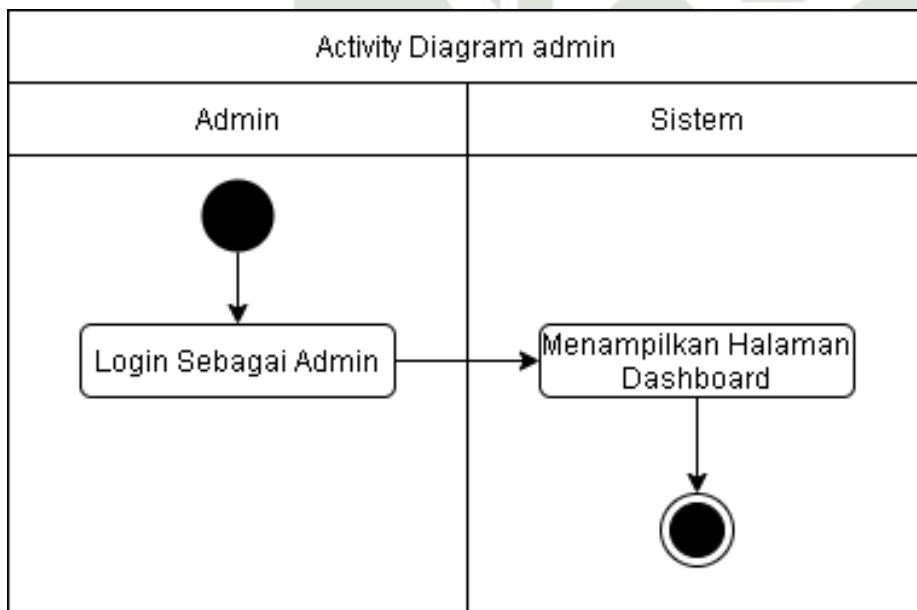 Activity Diagram admin
Admin
Sistem
Login Sebagai Admin
Menampilkan Halaman
Dashboard